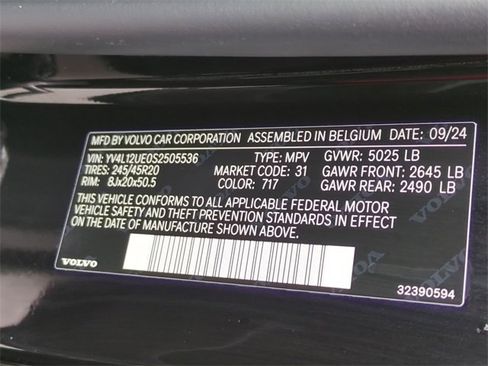 MFD BY VOLVO CAR CORPORATION ASSEMBLED IN BELGIUM DATE: 09/24
VIN: YV4L12UE0S2505536 TYPE: MPV GVWR: 5025 LB
TIRES: 245/45R20 MARKET CODE: 31 GAWR FRONT: 2645 LB
RIM: 8Jx20x50.5 COLOR: 717 GAWR REAR: 2490 LB
THIS VEHICLE CONFORMS TO ALL APPLICABLE FEDERAL MOTOR
VEHICLE SAFETY AND THEFT PREVENTION STANDARDS IN EFFECT
ON THE DATE OF MANUFACTURE SHOWN ABOVE.
VOLVO
32390594
VOLVO